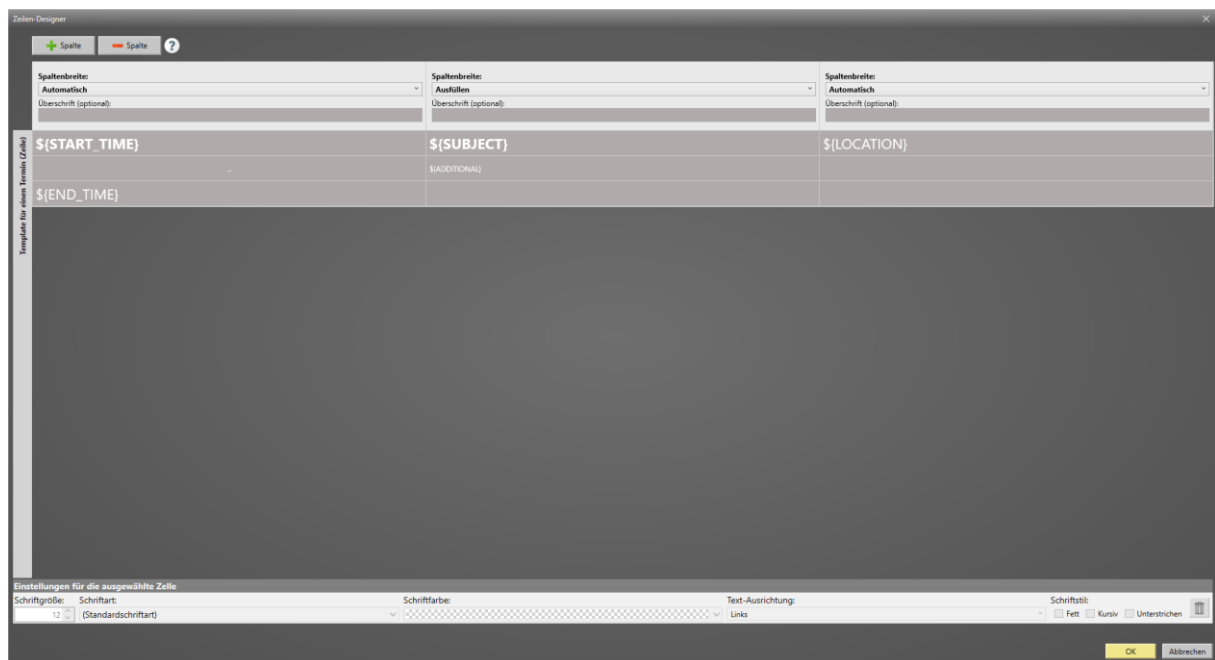 Zeilen-Designer
Spalte Spalte ?
Spaltenbreite: Spaltenbreite: Spaltenbreite:
Automatisch Ausfüllen Automatisch
Überschrift (optional): Überschrift (optional): Überschrift (optional):
Template für einen Termin (Zeile)
${START_TIME} ${SUBJECT} ${LOCATION}
- ${ADDITIONAL}
${END_TIME}
Einstellungen für die ausgewählte Zelle
Schriftgröße: Schriftart: Schriftfarbe: Text-Ausrichtung: Schriftstil:
12 (Standardschriftart) Links Fett Kursiv Unterstrichen
OK Abbrechen